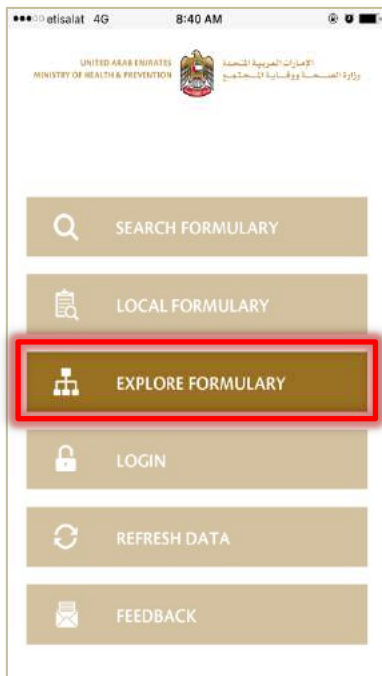 etisalat 4G 8:40 AM
UNITED ARAB EMIRATES
MINISTRY OF HEALTH & PREVENTION
الإمارات العربية المتحدة
وزارة الصحة ووقاية المجتمع
SEARCH FORMULARY
LOCAL FORMULARY
EXPLORE FORMULARY
LOGIN
REFRESH DATA
FEEDBACK